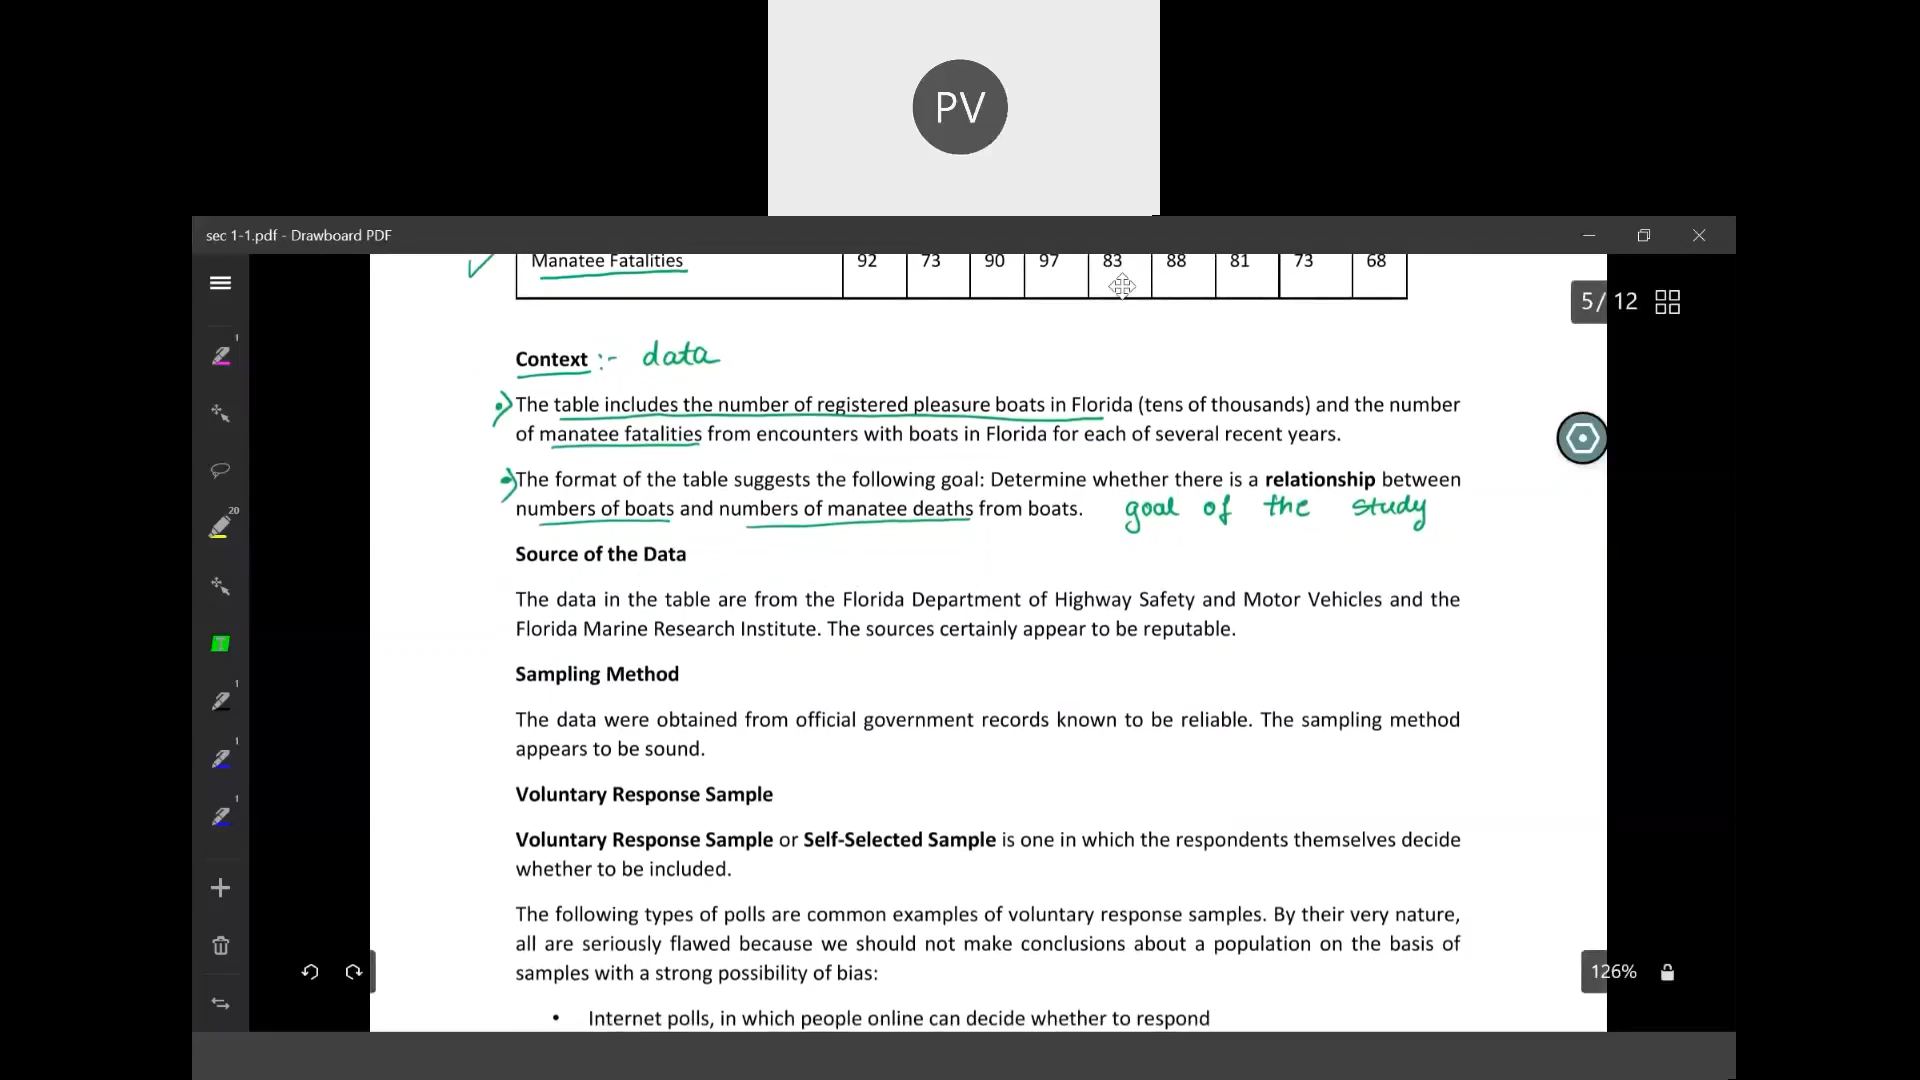 PV
sec 1-1.pdf - Drawboard PDF
Manatee Fatalities 92 73 90 97 83 88 81 73 68
5 / 12
Context :- data
The table includes the number of registered pleasure boats in Florida (tens of thousands) and the number
of manatee fatalities from encounters with boats in Florida for each of several recent years.
The format of the table suggests the following goal: Determine whether there is a relationship between
numbers of boats and numbers of manatee deaths from boats. goal of the study
Source of the Data
The data in the table are from the Florida Department of Highway Safety and Motor Vehicles and the
Florida Marine Research Institute. The sources certainly appear to be reputable.
Sampling Method
The data were obtained from official government records known to be reliable. The sampling method
appears to be sound.
Voluntary Response Sample
Voluntary Response Sample or Self-Selected Sample is one in which the respondents themselves decide
whether to be included.
The following types of polls are common examples of voluntary response samples. By their very nature,
all are seriously flawed because we should not make conclusions about a population on the basis of
samples with a strong possibility of bias:
• Internet polls, in which people online can decide whether to respond
126%
1
20
T
1
1
1